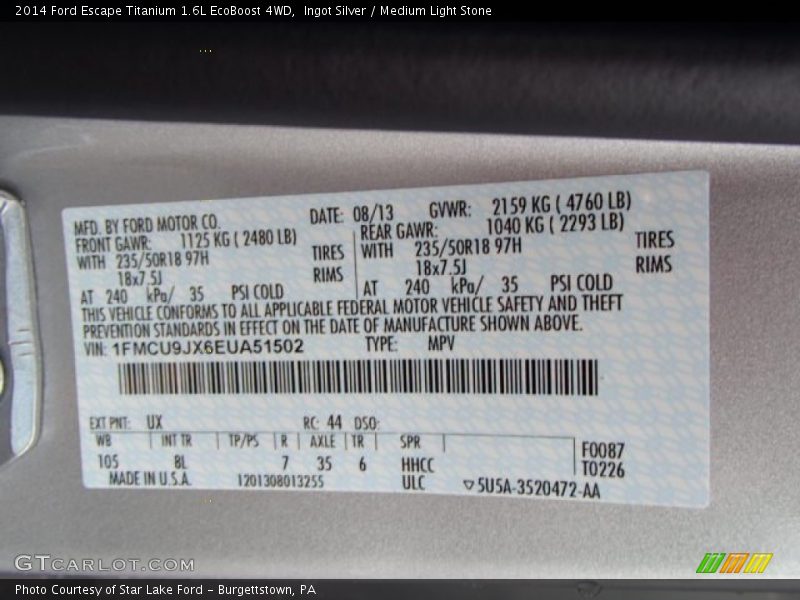 2014 Ford Escape Titanium 1.6L EcoBoost 4WD, Ingot Silver / Medium Light Stone
MFD. BY FORD MOTOR CO. DATE: 08/13 GVWR: 2159 KG ( 4760 LB)
FRONT GAWR: 1125 KG ( 2480 LB) REAR GAWR: 1040 KG ( 2293 LB)
WITH 235/50R18 97H TIRES WITH 235/50R18 97H TIRES
18x7.5J RIMS 18x7.5J RIMS
AT 240 kPa/ 35 PSI COLD AT 240 kPa/ 35 PSI COLD
THIS VEHICLE CONFORMS TO ALL APPLICABLE FEDERAL MOTOR VEHICLE SAFETY AND THEFT
PREVENTION STANDARDS IN EFFECT ON THE DATE OF MANUFACTURE SHOWN ABOVE.
VIN: 1FMCU9JX6EUA51502 TYPE: MPV
EXT PNT: UX RC: 44 DSO:
WB INT TR TP/PS R AXLE TR SPR F0087
105 8L 7 35 6 HHCC T0226
MADE IN U.S.A. 1201308013255 ULC ▽5U5A-3520472-AA
GTCARLOT.COM
Photo Courtesy of Star Lake Ford - Burgettstown, PA